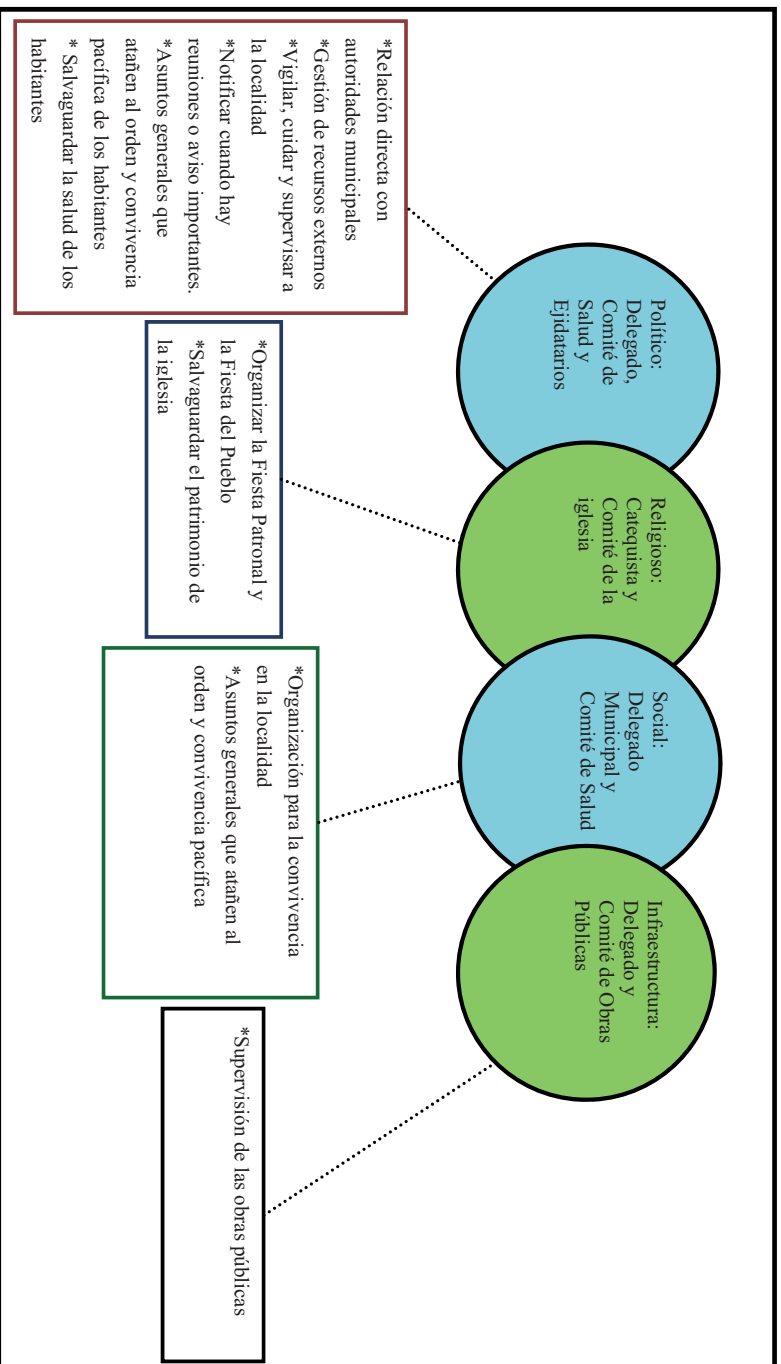 Político:
Delegado,
Comité de
Salud y
Ejidatarios
Religioso:
Catequista y
Comité de la
iglesia
Social:
Delegado
Municipal y
Comité de Salud
Infraestructura:
Delegado y
Comité de Obras
Públicas
*Relación directa con
autoridades municipales
*Gestión de recursos externos
*Vigilar, cuidar y supervisar a
la localidad
*Notificar cuando hay
reuniones o aviso importantes.
*Asuntos generales que
atañen al orden y convivencia
pacífica de los habitantes
* Salvaguardar la salud de los
habitantes
*Organizar la Fiesta Patronal y
la Fiesta del Pueblo
*Salvaguardar el patrimonio de
la iglesia
*Organización para la convivencia
en la localidad
*Asuntos generales que atañen al
orden y convivencia pacífica
*Supervisión de las obras públicas